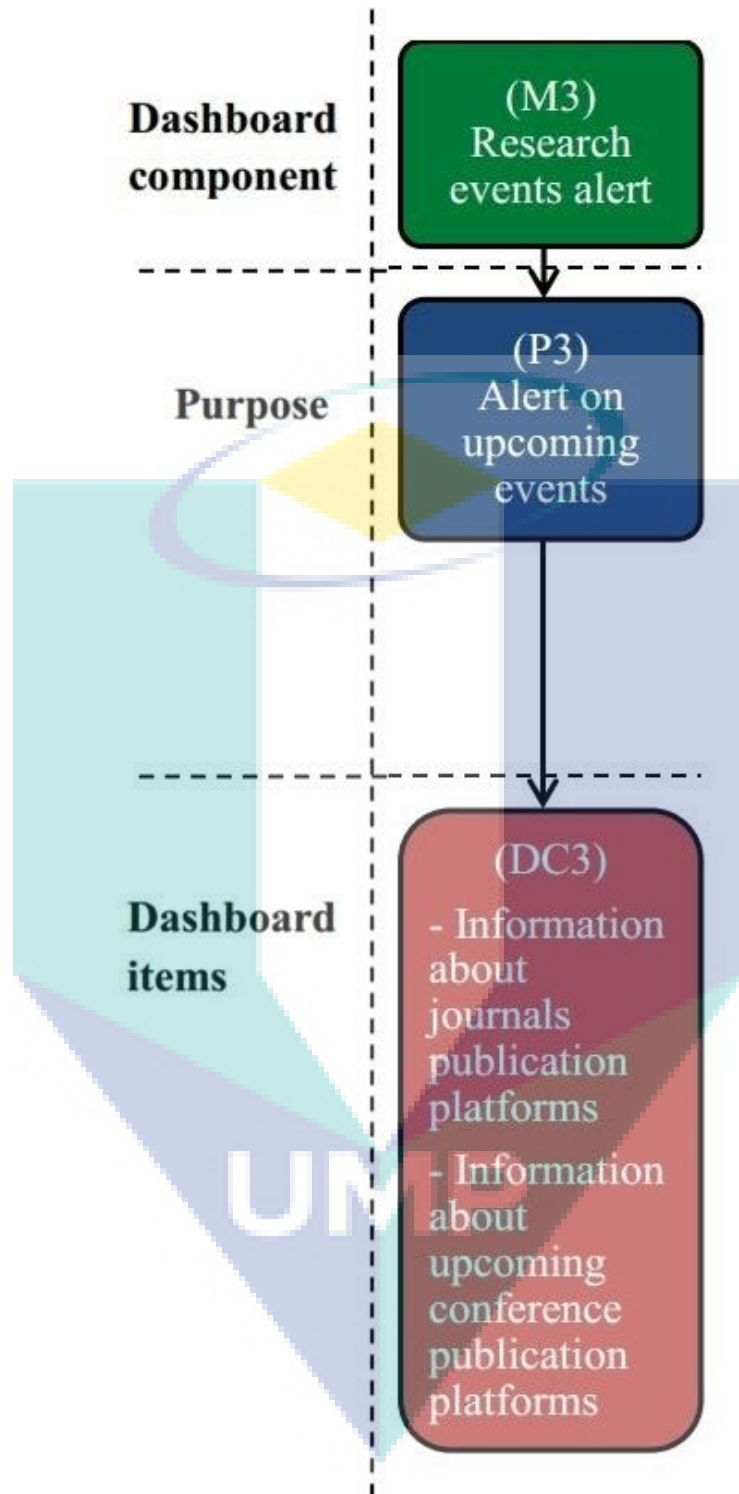 Dashboard
component
(M3)
Research
events alert
Purpose
(P3)
Alert on
upcoming
events
Dashboard
items
(DC3)
- Information
about
journals
publication
platforms
- Information
about
upcoming
conference
publication
platforms
UMP